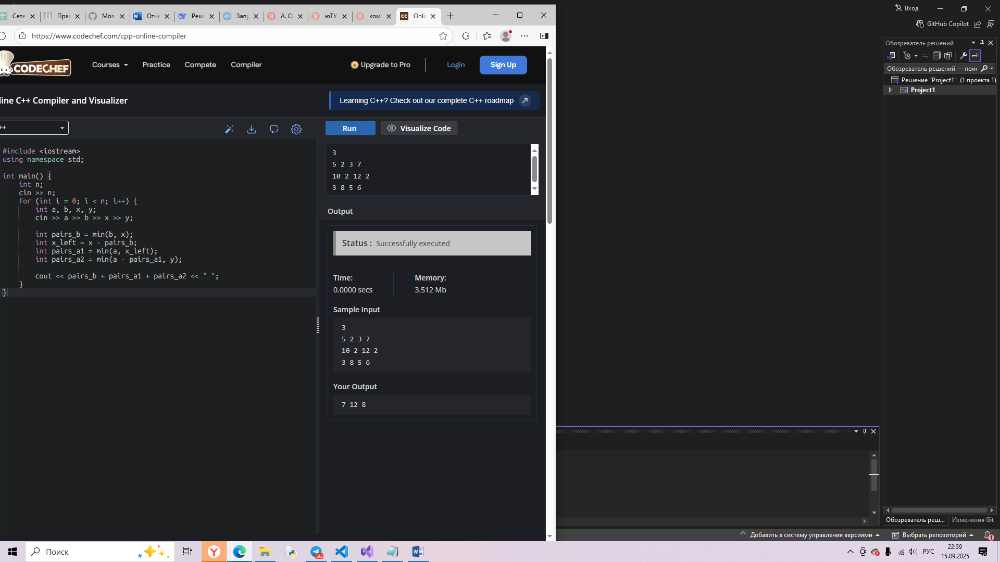 Сете
Пра
Mos
Отче
Реш
Запу
А. О
юТУ
ком
Onli
https://www.codechef.com/cpp-online-compiler
CODECHEF
Courses
Practice
Compete
Compiler
Upgrade to Pro
Login
Sign Up
line C++ Compiler and Visualizer
Learning C++? Check out our complete C++ roadmap
++
Run
Visualize Code
#include <iostream>
using namespace std;
int main() {
int n;
cin >> n;
for (int i = 0; i < n; i++) {
int a, b, x, y;
cin >> a >> b >> x >> y;
int pairs_b = min(b, x);
int x_left = x - pairs_b;
int pairs_a1 = min(a, x_left);
int pairs_a2 = min(a - pairs_a1, y);
cout << pairs_b + pairs_a1 + pairs_a2 << " ";
}
}
3
5 2 3 7
10 2 12 2
3 8 5 6
Output
Status : Successfully executed
Time:
0.0000 secs
Memory:
3.512 Mb
Sample Input
3
5 2 3 7
10 2 12 2
3 8 5 6
Your Output
7 12 8
Вход
GitHub Copilot
Обозреватель решений
Обозреватель решений — поис
Решение "Project1" (1 проекта 1)
Project1
Обозреватель реш...
Изменения Git
Добавить в систему управления версиями
Выбрать репозиторий
1
Поиск
92
РУС
22:39
15.09.2025